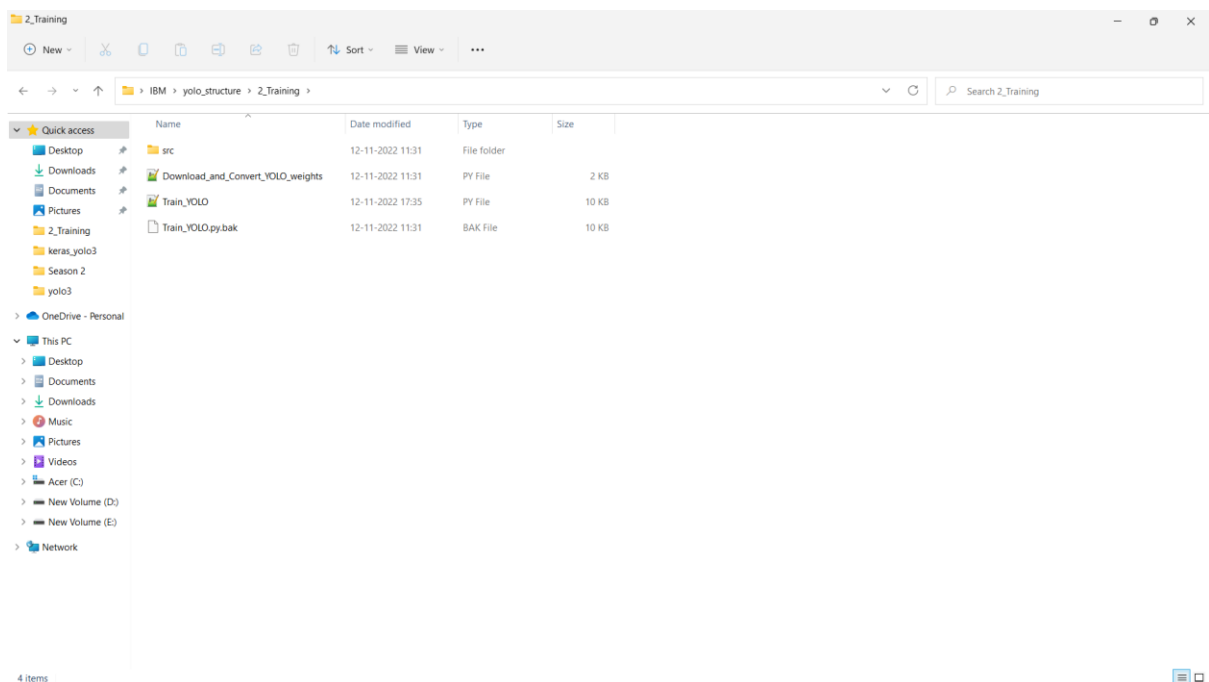 2_Training
New
Sort
View
IBM > yolo_structure > 2_Training >
Search 2_Training
Name Date modified Type Size
Quick access
Desktop
Downloads
Documents
Pictures
2_Training
keras_yolo3
Season 2
yolo3
OneDrive - Personal
This PC
Desktop
Documents
Downloads
Music
Pictures
Videos
Acer (C:)
New Volume (D:)
New Volume (E:)
Network
src 12-11-2022 11:31 File folder
Download_and_Convert_YOLO_weights 12-11-2022 11:31 PY File 2 KB
Train_YOLO 12-11-2022 17:35 PY File 10 KB
Train_YOLO.py.bak 12-11-2022 11:31 BAK File 10 KB
4 items